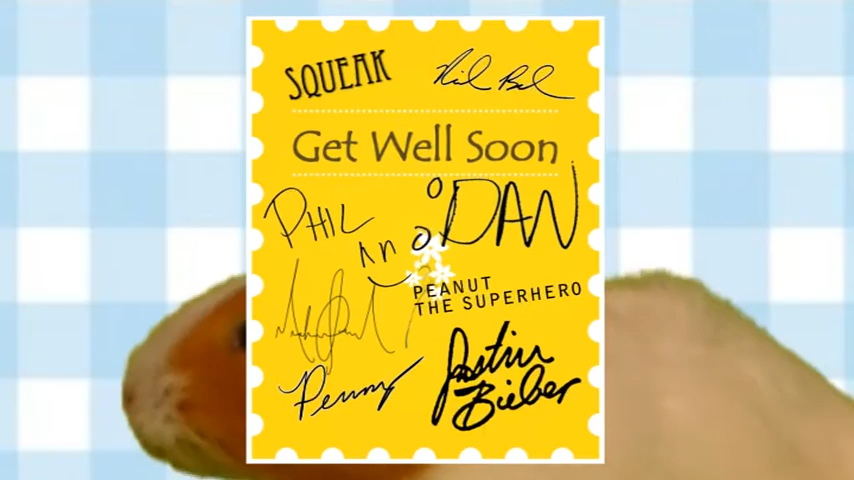 SQUEAK
Get Well Soon
PHIL
DAN
PEANUT
THE SUPERHERO
Penny
Justin
Bieber